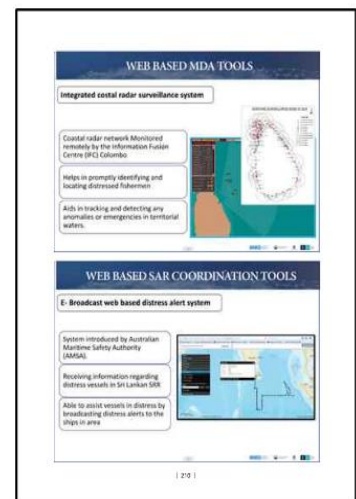 WEB BASED MDA TOOLS
Integrated costal radar surveillance system
Coastal radar network Monitored
remotely by the Information Fusion
Centre (IFC) Colombo.
Helps in promptly identifying and
locating distressed fishermen
Aids in tracking and detecting any
anomalies or emergencies in territorial
waters.
WEB BASED SAR COORDINATION TOOLS
E- Broadcast web based distress alert system
System introduced by Australian
Maritime Safety Authority
(AMSA).
Receiving information regarding
distress vessels in Sri Lankan SRR
Able to assist vessels in distress by
broadcasting distress alerts to the
ships in area
| 210 |